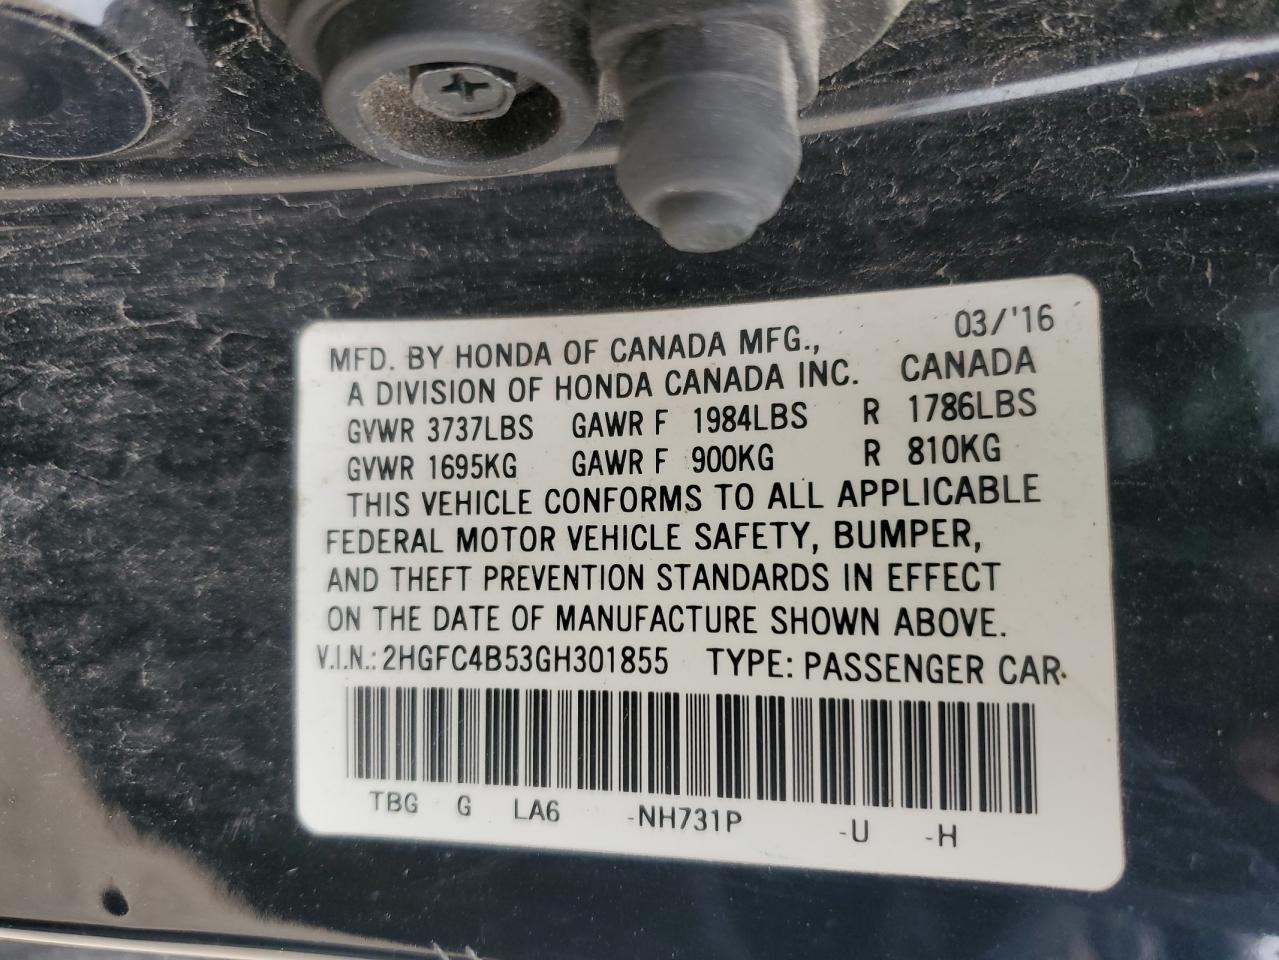 03/'16
MFD. BY HONDA OF CANADA MFG.,
A DIVISION OF HONDA CANADA INC. CANADA
GVWR 3737LBS GAWR F 1984LBS R 1786LBS
GVWR 1695KG GAWR F 900KG R 810KG
THIS VEHICLE CONFORMS TO ALL APPLICABLE
FEDERAL MOTOR VEHICLE SAFETY, BUMPER,
AND THEFT PREVENTION STANDARDS IN EFFECT
ON THE DATE OF MANUFACTURE SHOWN ABOVE.
V.I.N.: 2HGFC4B53GH301855 TYPE: PASSENGER CAR
TBG G LA6 -NH731P -U -H